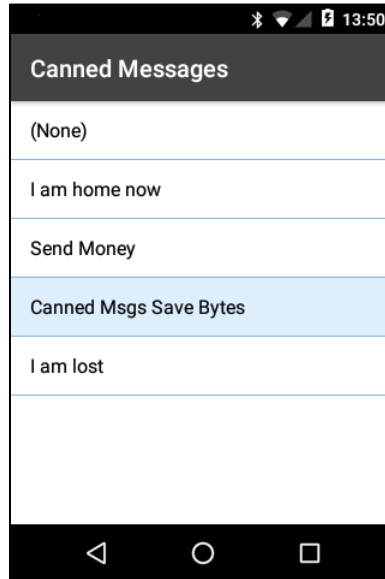 13:50
Canned Messages
(None)
I am home now
Send Money
Canned Msgs Save Bytes
I am lost